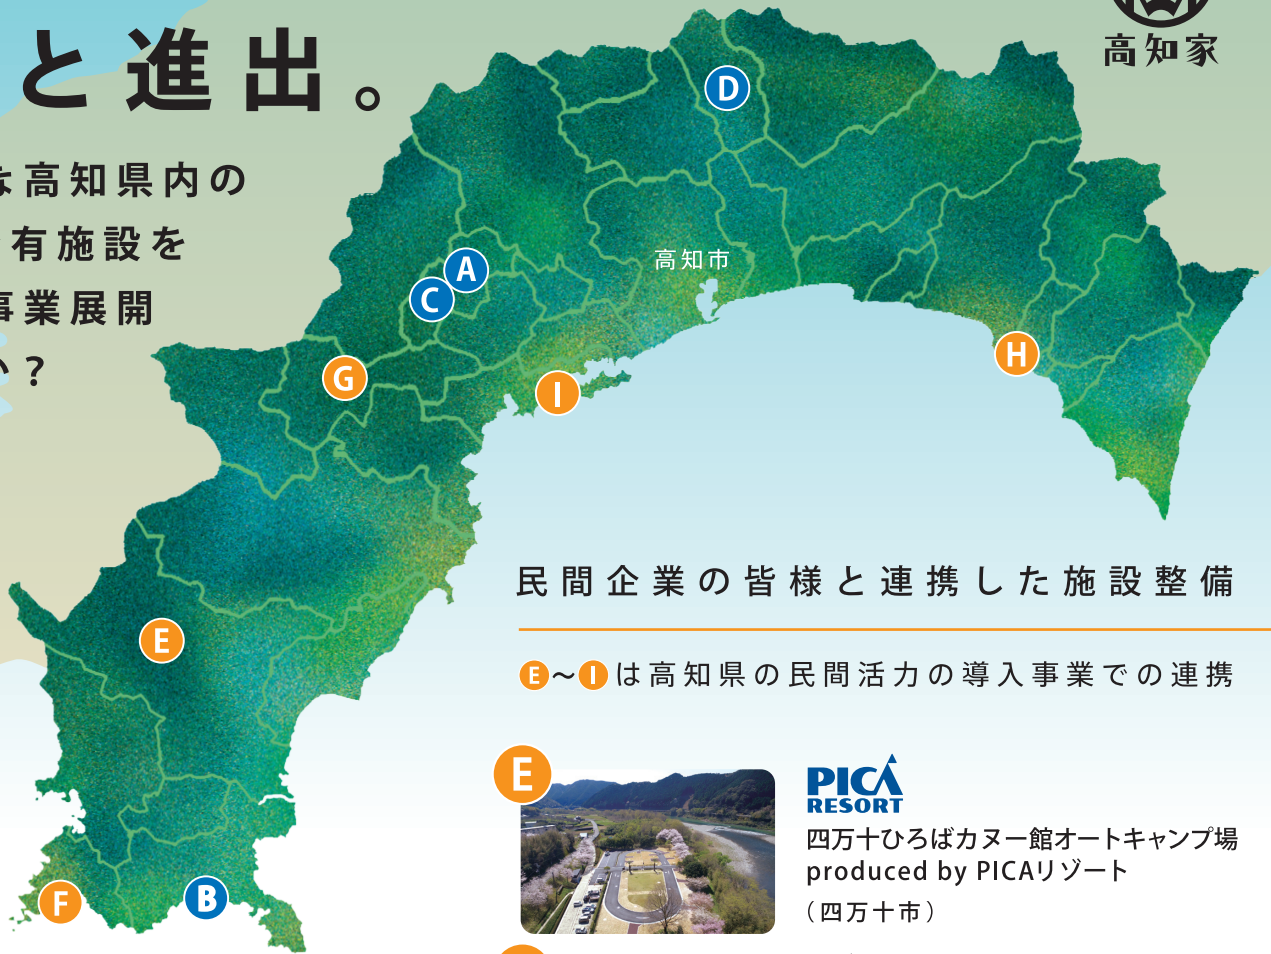 と進出。
高知家
高知県内の
有施設を
事業展開
？
D
高知市
A
C
G
I
H
E
F
B
民間企業の皆様と連携した施設整備
E～Iは高知県の民間活力の導入事業での連携
E
PICA
RESORT
四万十ひろばカヌー館オートキャンプ場
produced by PICAリゾート
（四万十市）